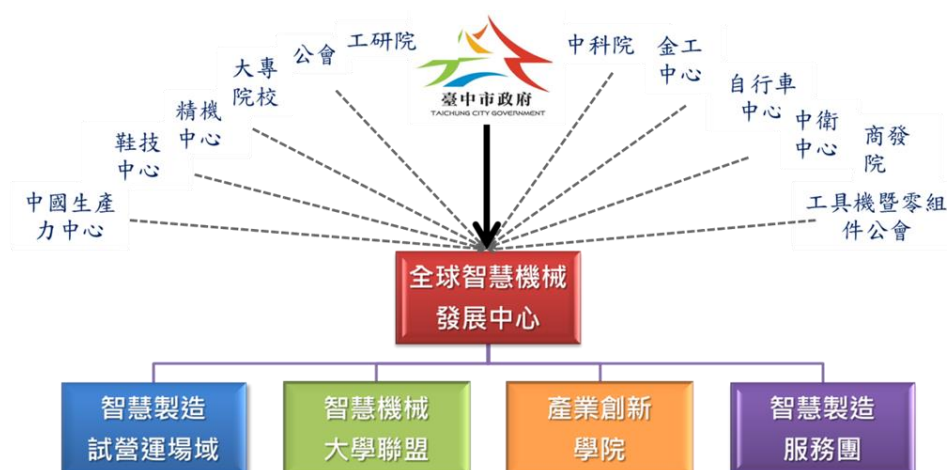 工研院
公會
大專
院校
精機
中心
鞋技
中心
中國生產
力中心
臺中市政府
TAICHUNG CITY GOVERNMENT
中科院
金工
中心
自行車
中心
中衛
中心
商發
院
工具機暨零組
件公會
全球智慧機械
發展中心
智慧製造
試營運場域
智慧機械
大學聯盟
產業創新
學院
智慧製造
服務團